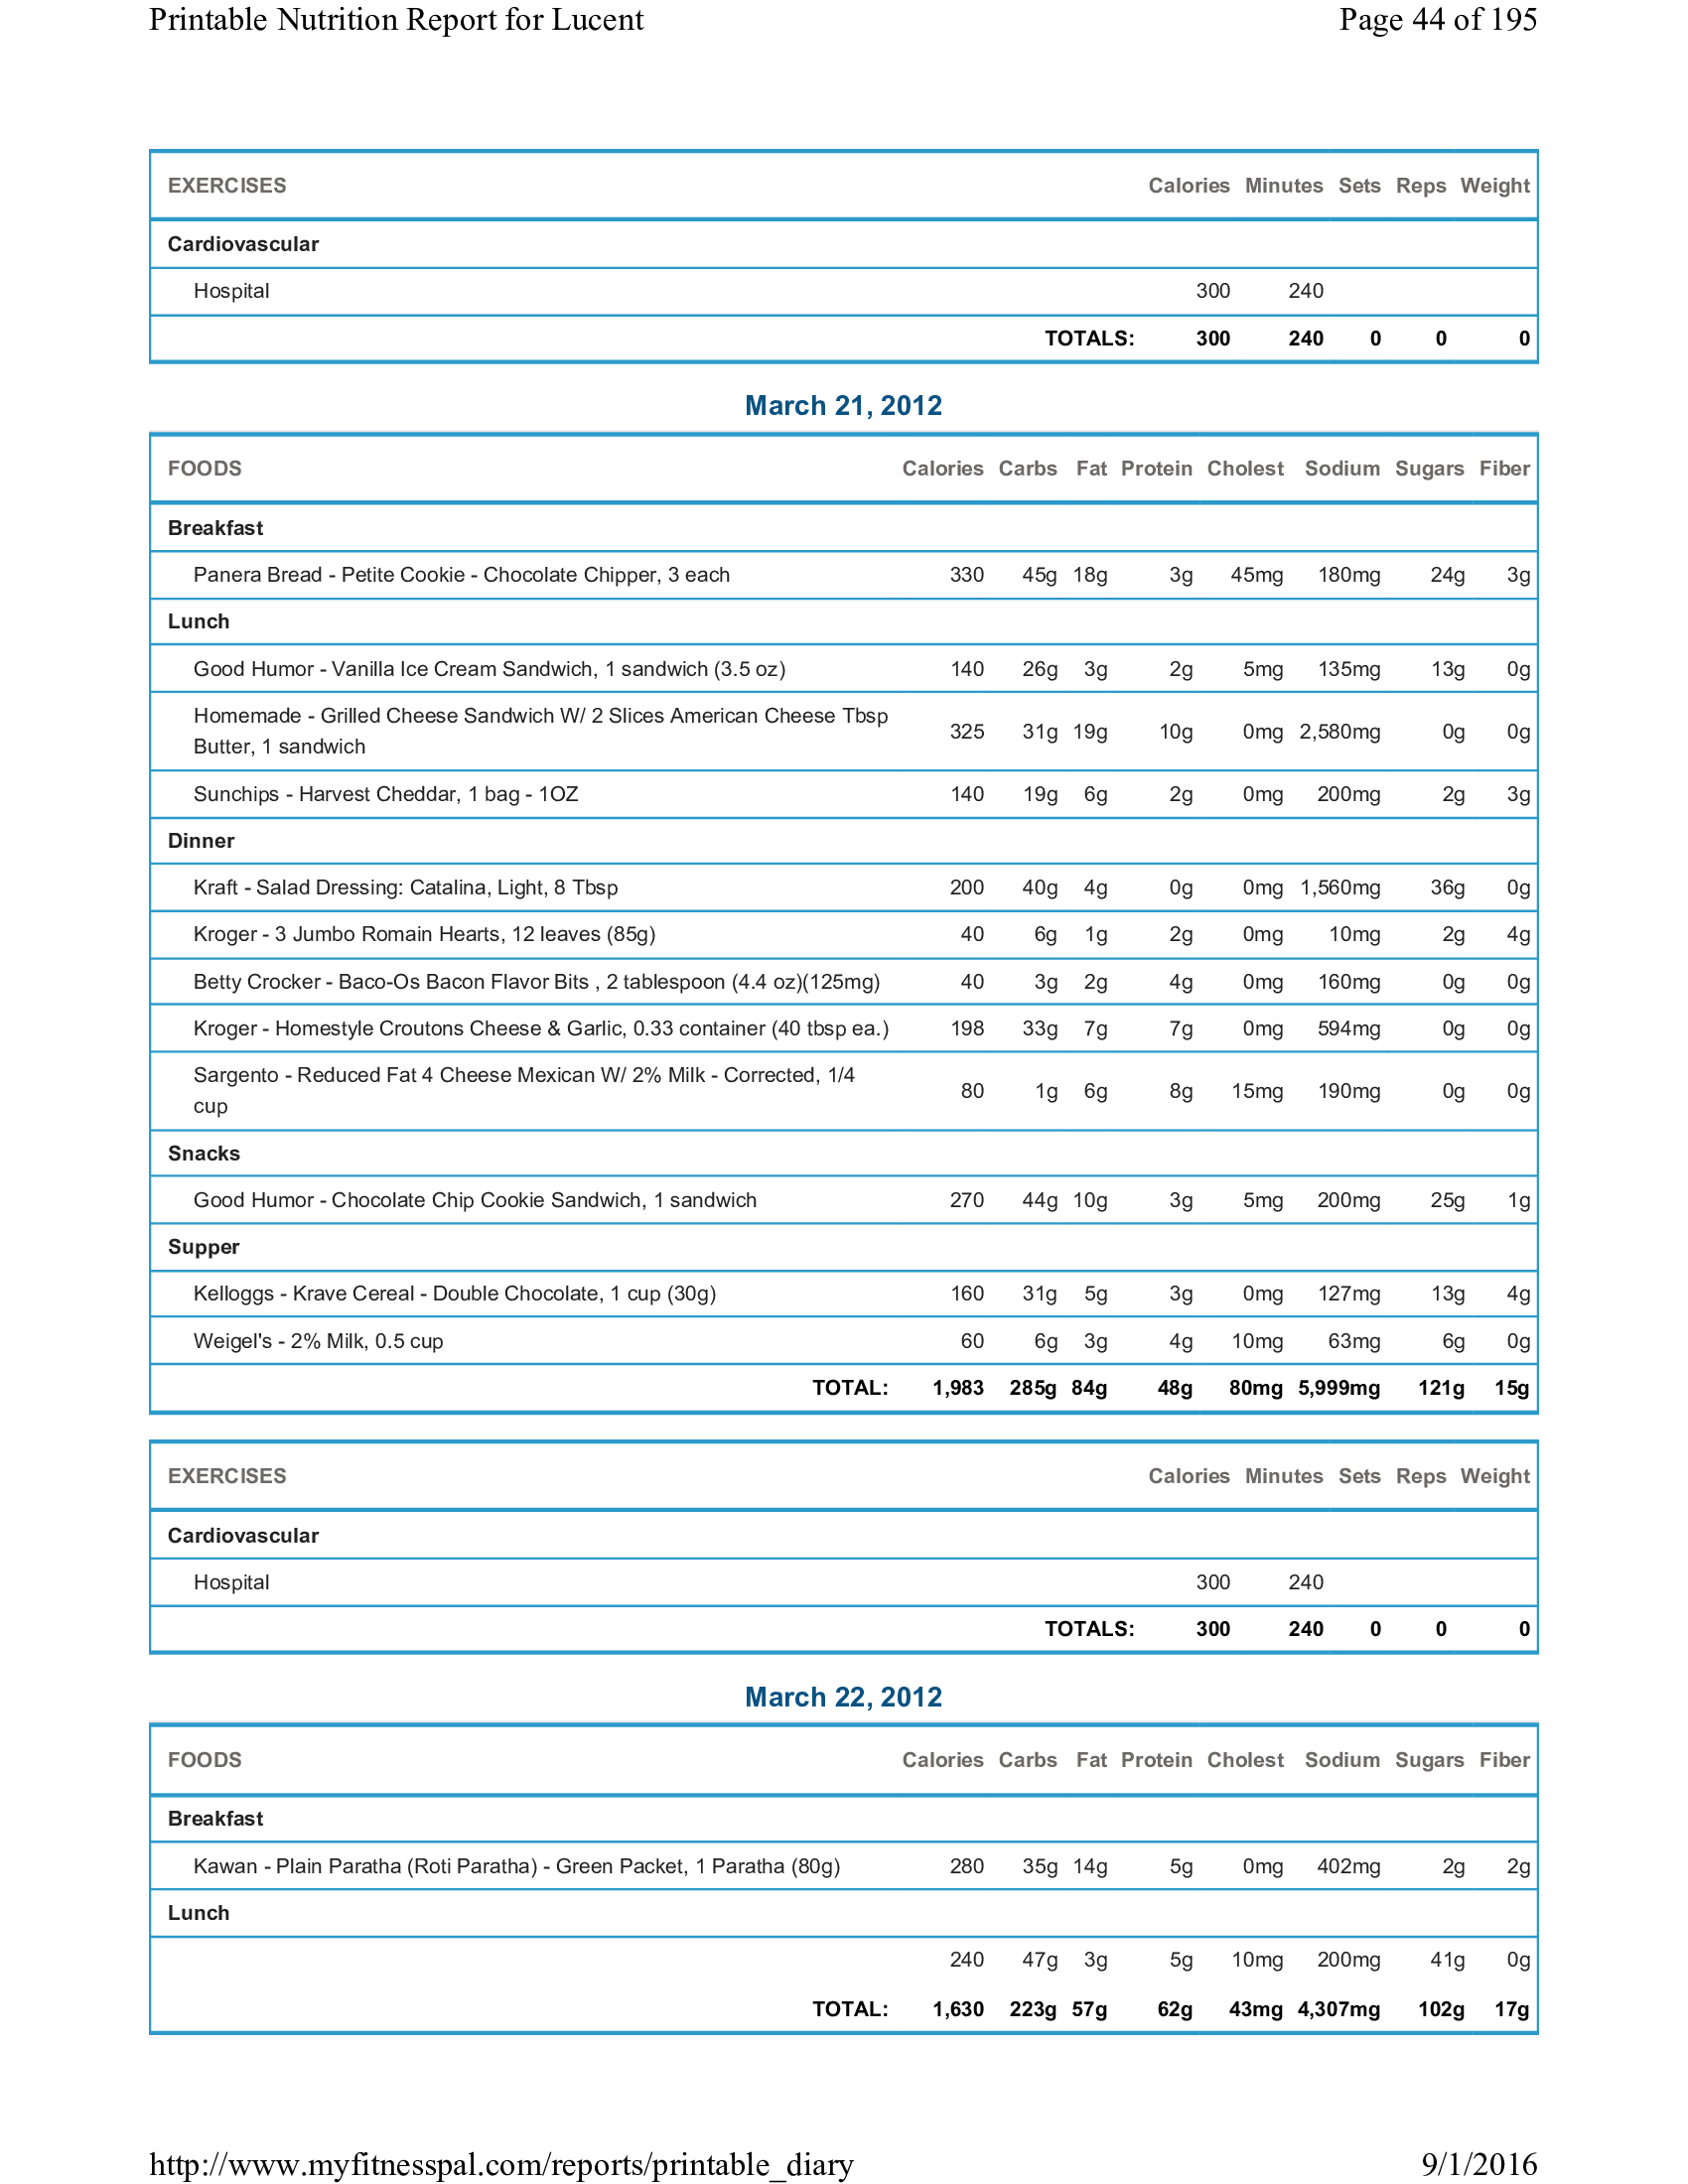 Printable Nutrition Report for Lucent Page 44 of 195
EXERCISES Calories Minutes Sets Reps Weight
Cardiovascular
Hospital 300 240
TOTALS: 300 240 0 0 0
March 21, 2012
FOODS Calories Carbs Fat Protein Cholest Sodium Sugars Fiber
Breakfast
Panera Bread - Petite Cookie - Chocolate Chipper, 3 each 330 45g 18g 3g 45mg 180mg 24g 3g
Lunch
Good Humor - Vanilla Ice Cream Sandwich, 1 sandwich (3.5 oz) 140 26g 3g 2g 5mg 135mg 13g 0g
Homemade - Grilled Cheese Sandwich W/ 2 Slices American Cheese Tbsp
Butter, 1 sandwich 325 31g 19g 10g 0mg 2,580mg 0g 0g
Sunchips - Harvest Cheddar, 1 bag - 1OZ 140 19g 6g 2g 0mg 200mg 2g 3g
Dinner
Kraft - Salad Dressing: Catalina, Light, 8 Tbsp 200 40g 4g 0g 0mg 1,560mg 36g 0g
Kroger - 3 Jumbo Romain Hearts, 12 leaves (85g) 40 6g 1g 2g 0mg 10mg 2g 4g
Betty Crocker - Baco-Os Bacon Flavor Bits , 2 tablespoon (4.4 oz)(125mg) 40 3g 2g 4g 0mg 160mg 0g 0g
Kroger - Homestyle Croutons Cheese & Garlic, 0.33 container (40 tbsp ea.) 198 33g 7g 7g 0mg 594mg 0g 0g
Sargento - Reduced Fat 4 Cheese Mexican W/ 2% Milk - Corrected, 1/4
cup 80 1g 6g 8g 15mg 190mg 0g 0g
Snacks
Good Humor - Chocolate Chip Cookie Sandwich, 1 sandwich 270 44g 10g 3g 5mg 200mg 25g 1g
Supper
Kelloggs - Krave Cereal - Double Chocolate, 1 cup (30g) 160 31g 5g 3g 0mg 127mg 13g 4g
Weigel's - 2% Milk, 0.5 cup 60 6g 3g 4g 10mg 63mg 6g 0g
TOTAL: 1,983 285g 84g 48g 80mg 5,999mg 121g 15g
EXERCISES Calories Minutes Sets Reps Weight
Cardiovascular
Hospital 300 240
TOTALS: 300 240 0 0 0
March 22, 2012
FOODS Calories Carbs Fat Protein Cholest Sodium Sugars Fiber
Breakfast
Kawan - Plain Paratha (Roti Paratha) - Green Packet, 1 Paratha (80g) 280 35g 14g 5g 0mg 402mg 2g 2g
Lunch
240 47g 3g 5g 10mg 200mg 41g 0g
TOTAL: 1,630 223g 57g 62g 43mg 4,307mg 102g 17g
http://www.myfitnesspal.com/reports/printable_diary 9/1/2016